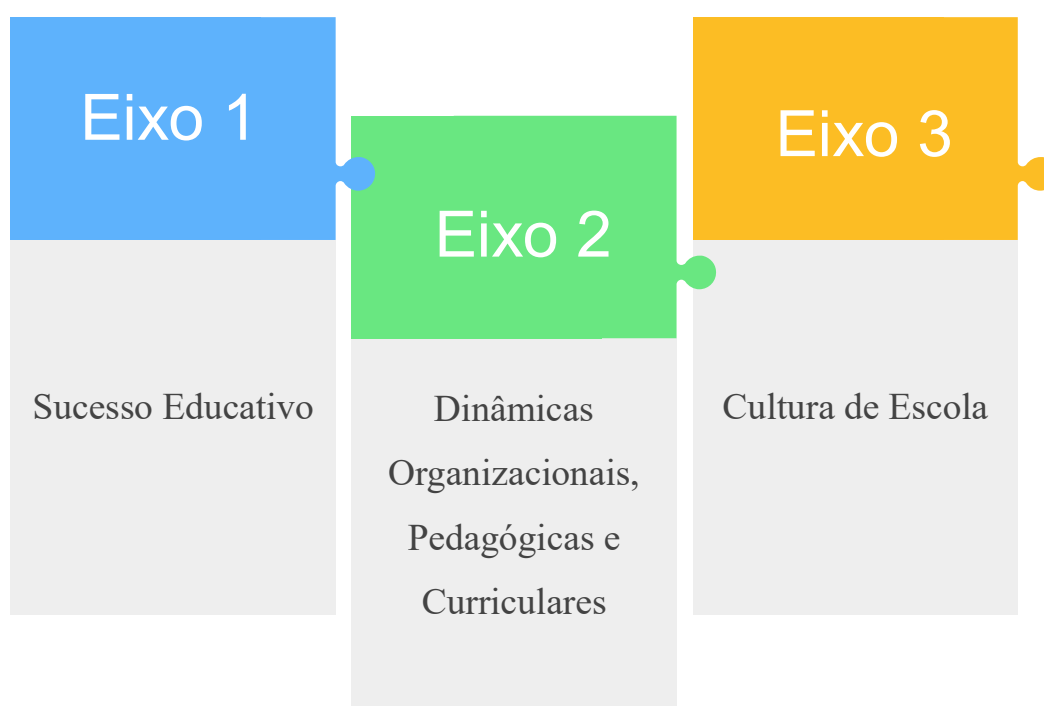 Eixo 1
Sucesso Educativo
Eixo 2
Dinâmicas
Organizacionais,
Pedagógicas e
Curriculares
Eixo 3
Cultura de Escola